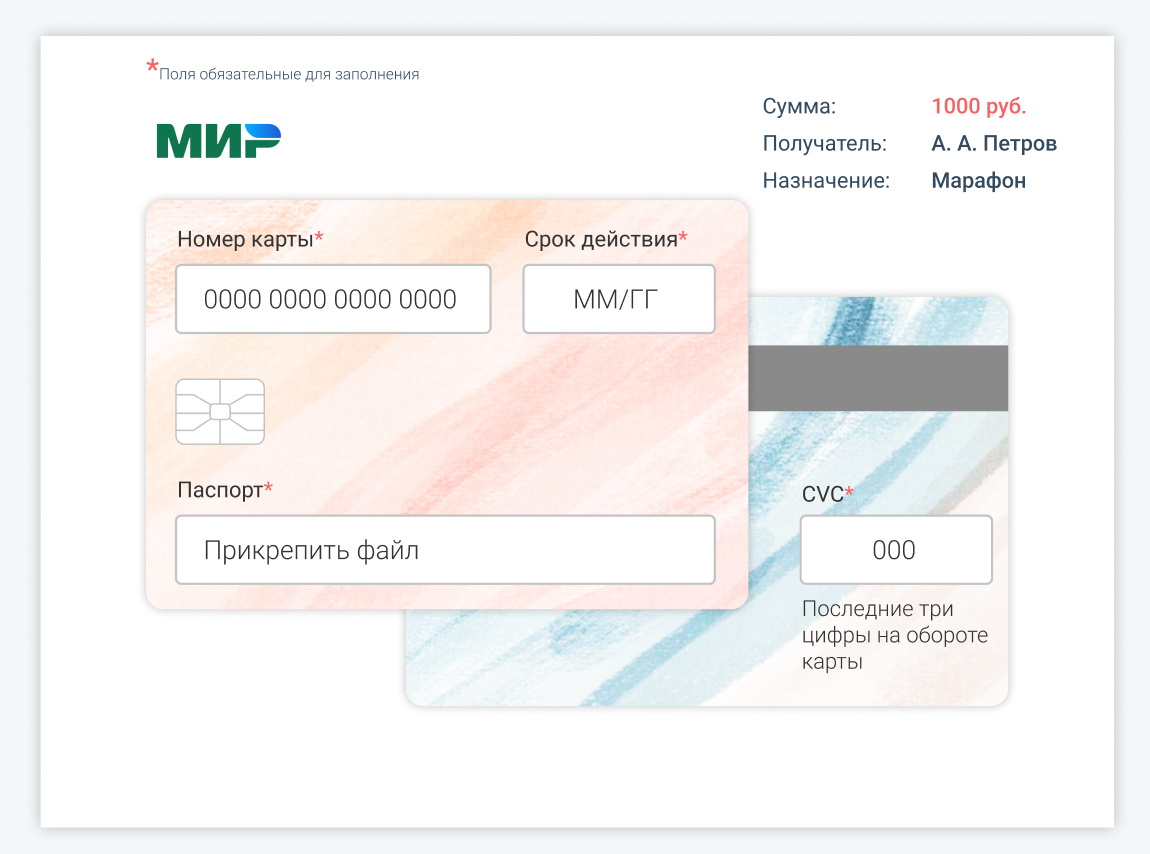 *Поля обязательные для заполнения
МИР
Сумма: 1000 руб.
Получатель: А. А. Петров
Назначение: Марафон
Номер карты*
Срок действия*
0000 0000 0000 0000
ММ/ГГ
Паспорт*
Прикрепить файл
CVC*
000
Последние три
цифры на обороте
карты